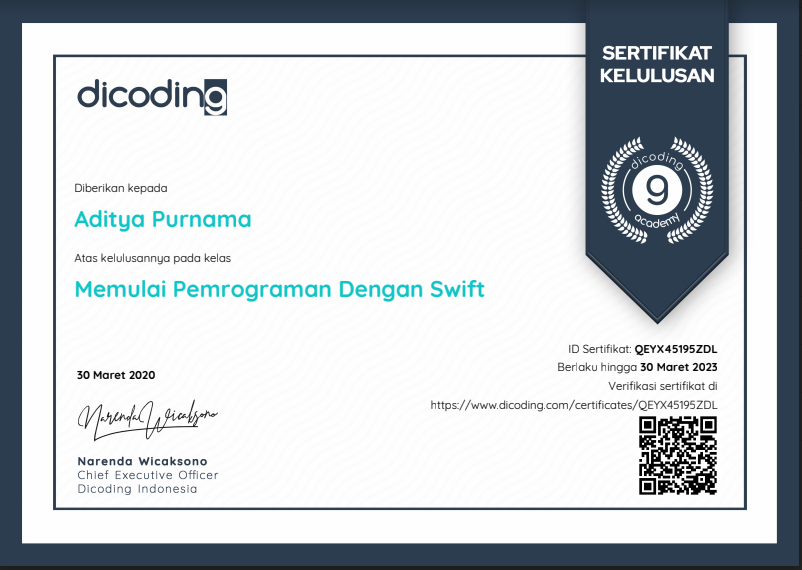 SERTIFIKAT
KELULUSAN
dicoding
dicoding
academy
Diberikan kepada
Aditya Purnama
Atas kelulusannya pada kelas
Memulai Pemrograman Dengan Swift
30 Maret 2020
Narenda Wicaksono
Narenda Wicaksono
Chief Executive Officer
Dicoding Indonesia
ID Sertifikat: QEYX45195ZDL
Berlaku hingga 30 Maret 2023
Verifikasi sertifikat di
https://www.dicoding.com/certificates/QEYX45195ZDL